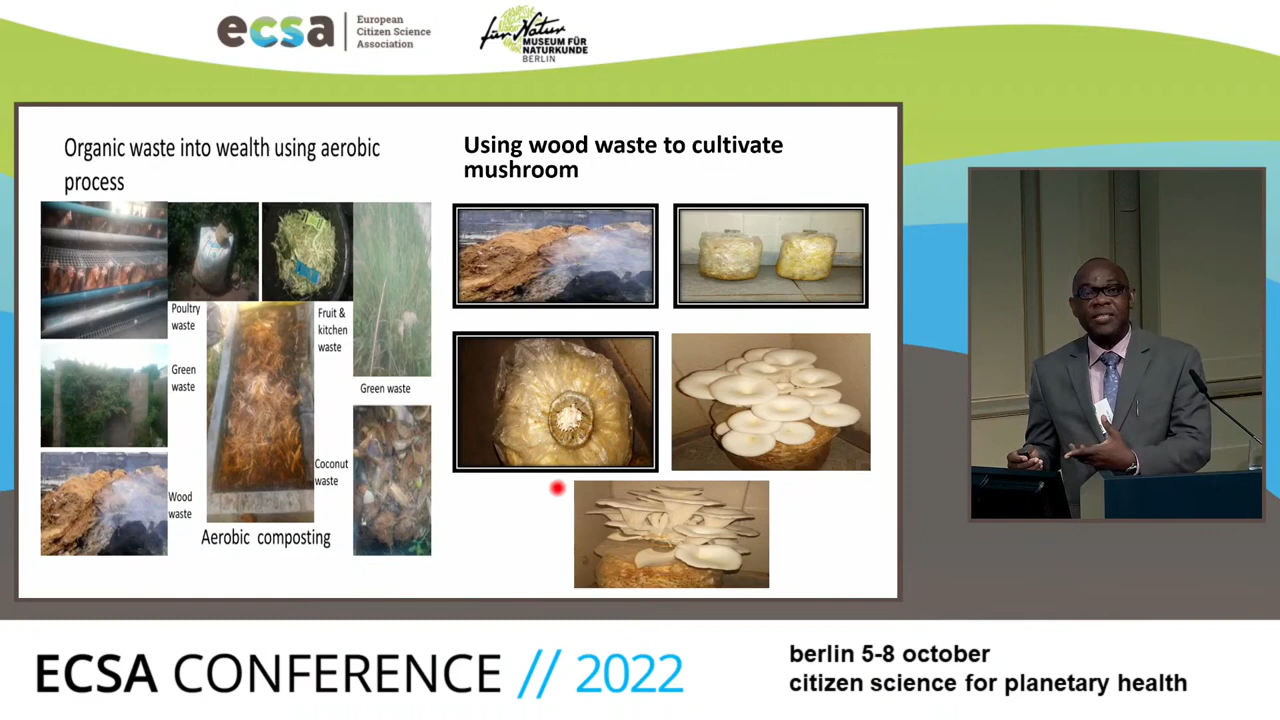 ecsa
European
Citizen Science
Association
für Natur
MUSEUM FÜR
NATURKUNDE
BERLIN
Organic waste into wealth using aerobic
process
Poultry
waste
Fruit &
kitchen
waste
Green
waste
Green waste
Coconut
waste
Wood
waste
Aerobic composting
Using wood waste to cultivate
mushroom
ECSA CONFERENCE // 2022
berlin 5-8 october
citizen science for planetary health